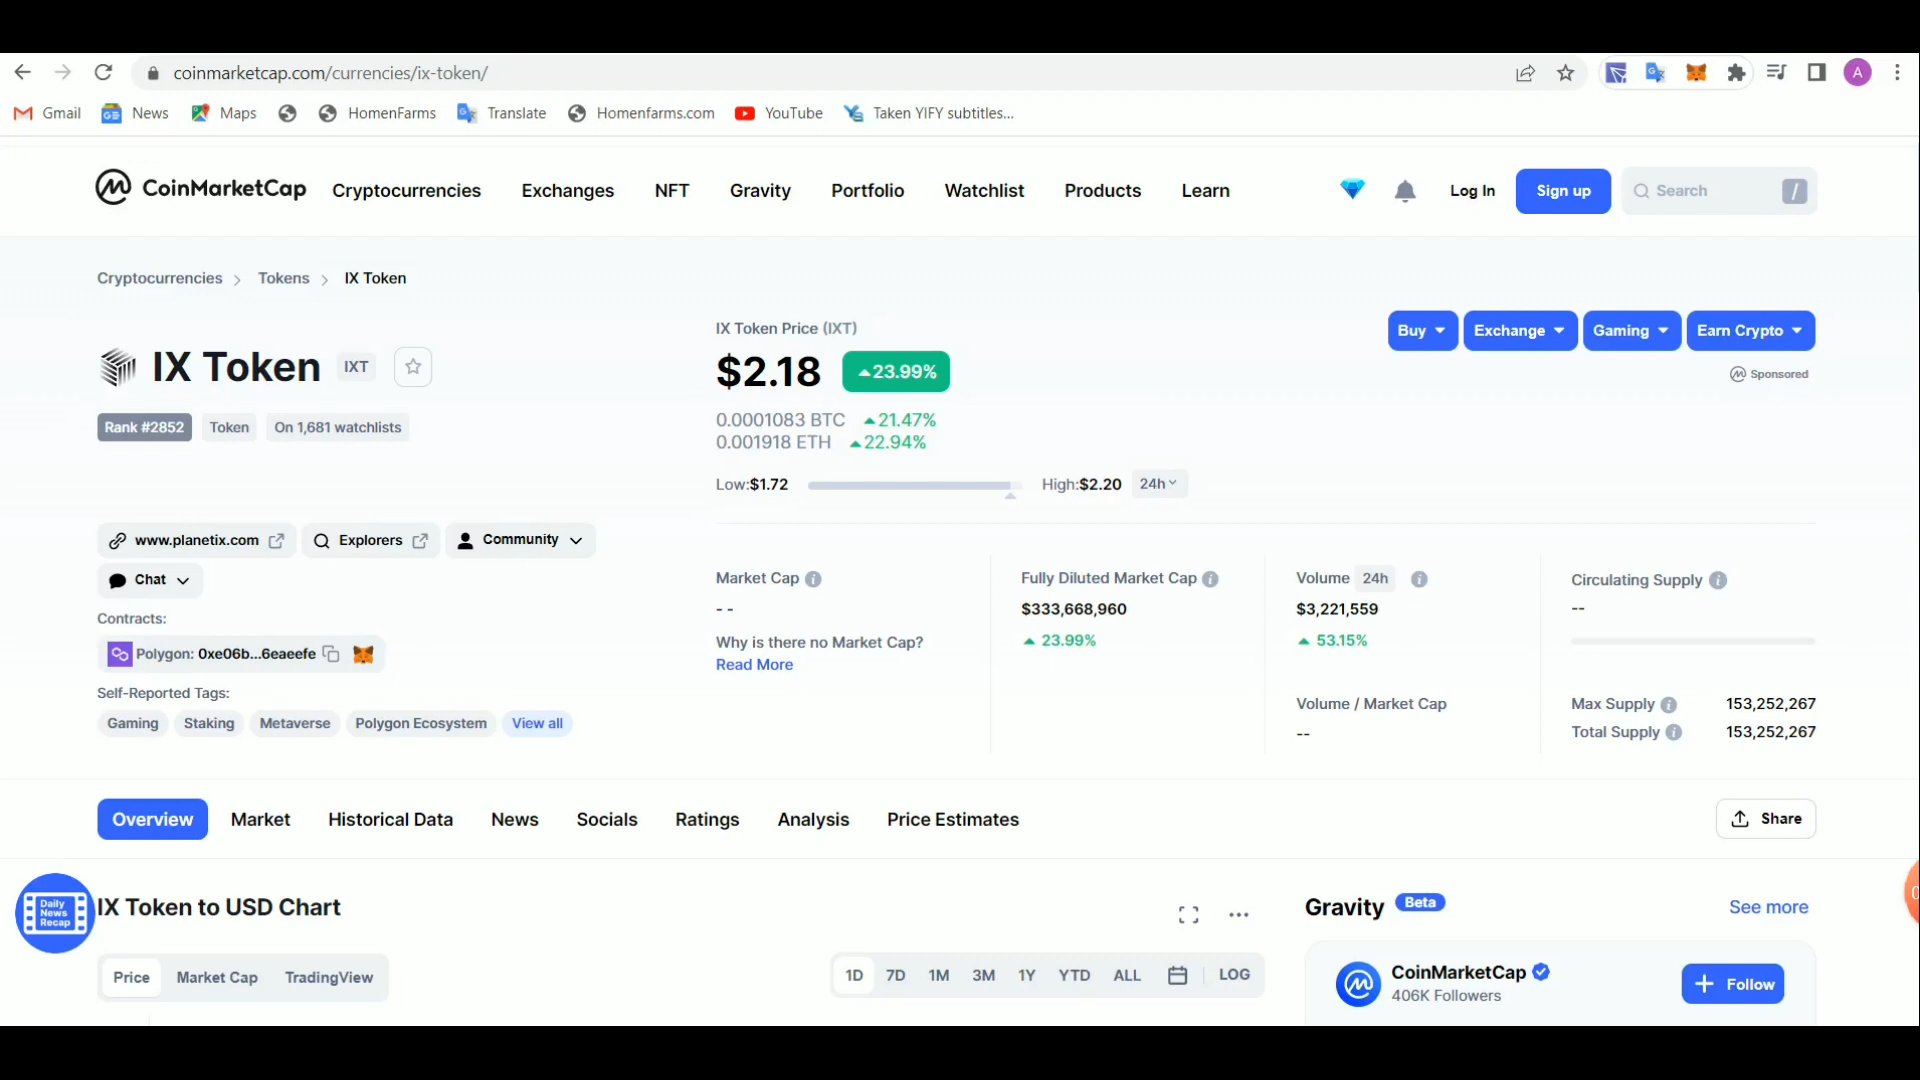 coinmarketcap.com/currencies/ix-token/
A
Gmail News Maps HomenFarms Translate Homenfarms.com YouTube Taken YIFY subtitles...
CoinMarketCap Cryptocurrencies Exchanges NFT Gravity Portfolio Watchlist Products Learn Log In Sign up Search /
Cryptocurrencies > Tokens > IX Token
IX Token IXT
Rank #2852 Token On 1,681 watchlists
www.planetix.com Explorers Community
Chat
Contracts:
Polygon: 0xe06b...6eaeefe
Self-Reported Tags:
Gaming Staking Metaverse Polygon Ecosystem View all
IX Token Price (IXT)
$2.18 23.99%
0.0001083 BTC 21.47%
0.001918 ETH 22.94%
Low:$1.72 High:$2.20 24h
Buy Exchange Gaming Earn Crypto
Sponsored
Market Cap
- -
Why is there no Market Cap?
Read More
Fully Diluted Market Cap
$333,668,960
23.99%
Volume 24h
$3,221,559
53.15%
Volume / Market Cap
--
Circulating Supply
--
Max Supply 153,252,267
Total Supply 153,252,267
Overview Market Historical Data News Socials Ratings Analysis Price Estimates Share
Daily
News
Recap
IX Token to USD Chart
Price Market Cap TradingView
1D 7D 1M 3M 1Y YTD ALL LOG
Gravity Beta See more
CoinMarketCap
406K Followers
+ Follow